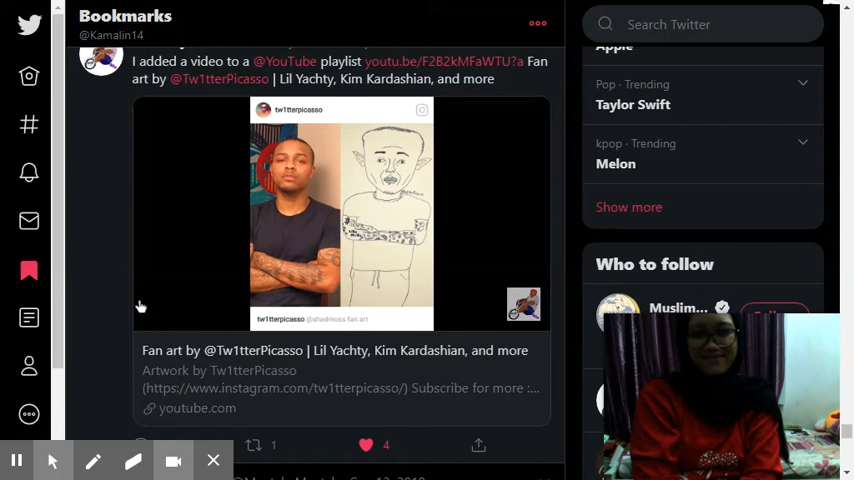 Bookmarks
@Kamalin14
I added a video to a @YouTube playlist youtu.be/F2B2kMFaWTU?a Fan
art by @Tw1tterPicasso | Lil Yachty, Kim Kardashian, and more
tw1tterpicasso
tw1tterpicasso @shadmoss fan art
Fan art by @Tw1tterPicasso | Lil Yachty, Kim Kardashian, and more
Artwork by Tw1tterPicasso
(https://www.instagram.com/tw1tterpicasso/) Subscribe for more :...
youtube.com
1
4
Search Twitter
Apple
Pop · Trending
Taylor Swift
kpop · Trending
Melon
Show more
Who to follow
Muslim...